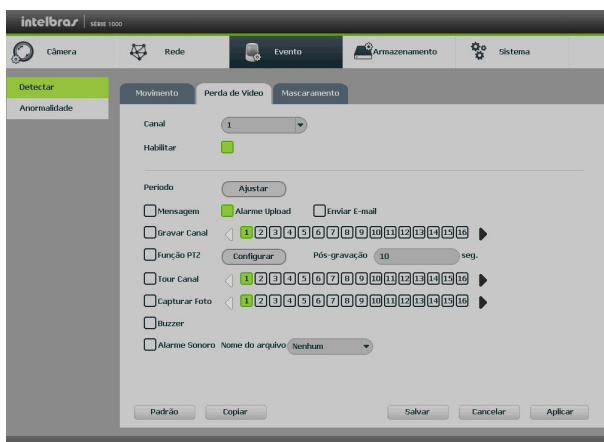 intelbras SÉRIE 1000
Câmera Rede Evento Armazenamento Sistema
Detectar
Anormalidade
Movimento Perda de Vídeo Mascaramento
Canal 1
Habilitar
Período Ajustar
Mensagem Alarme Upload Enviar E-mail
Gravar Canal 1 2 3 4 5 6 7 8 9 10 11 12 13 14 15 16
Função PTZ Configurar Pós-gravação 10 seg.
Tour Canal 1 2 3 4 5 6 7 8 9 10 11 12 13 14 15 16
Capturar Foto 1 2 3 4 5 6 7 8 9 10 11 12 13 14 15 16
Buzzer
Alarme Sonoro Nome do arquivo Nenhum
Padrão Copiar Salvar Cancelar Aplicar